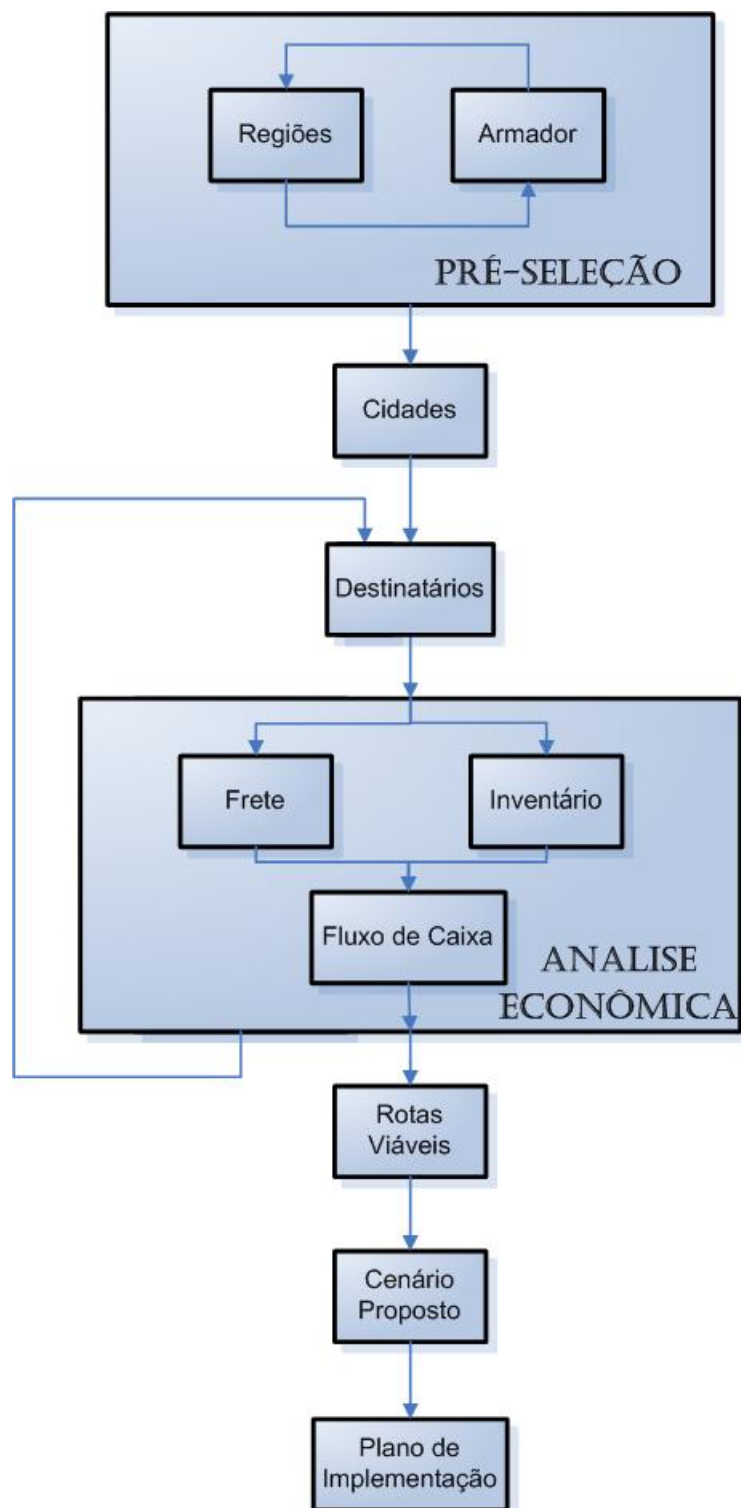 Regiões
Armador
PRÉ-SELEÇÃO
Cidades
Destinatários
Frete
Inventário
Fluxo de Caixa
ANALISE
ECONÔMICA
Rotas
Viáveis
Cenário
Proposto
Plano de
Implementação